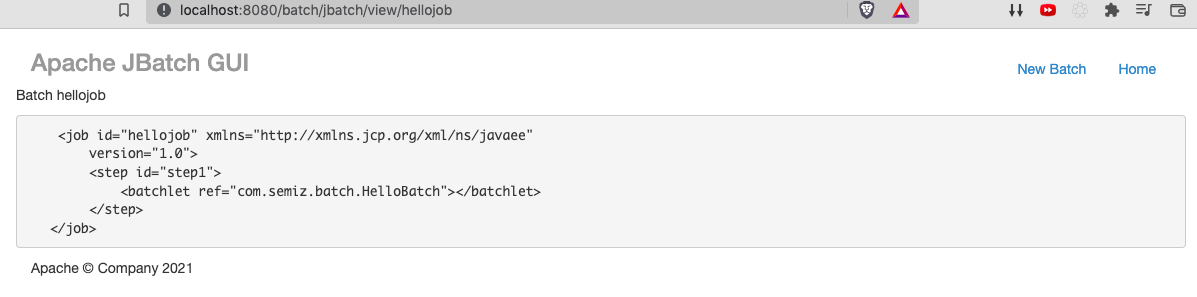 localhost:8080/batch/jbatch/view/hellojob
Apache JBatch GUI
New Batch Home
Batch hellojob
<job id="hellojob" xmlns="http://xmlns.jcp.org/xml/ns/javaee"
version="1.0">
<step id="step1">
<batchlet ref="com.semiz.batch.HelloBatch"></batchlet>
</step>
</job>
Apache © Company 2021